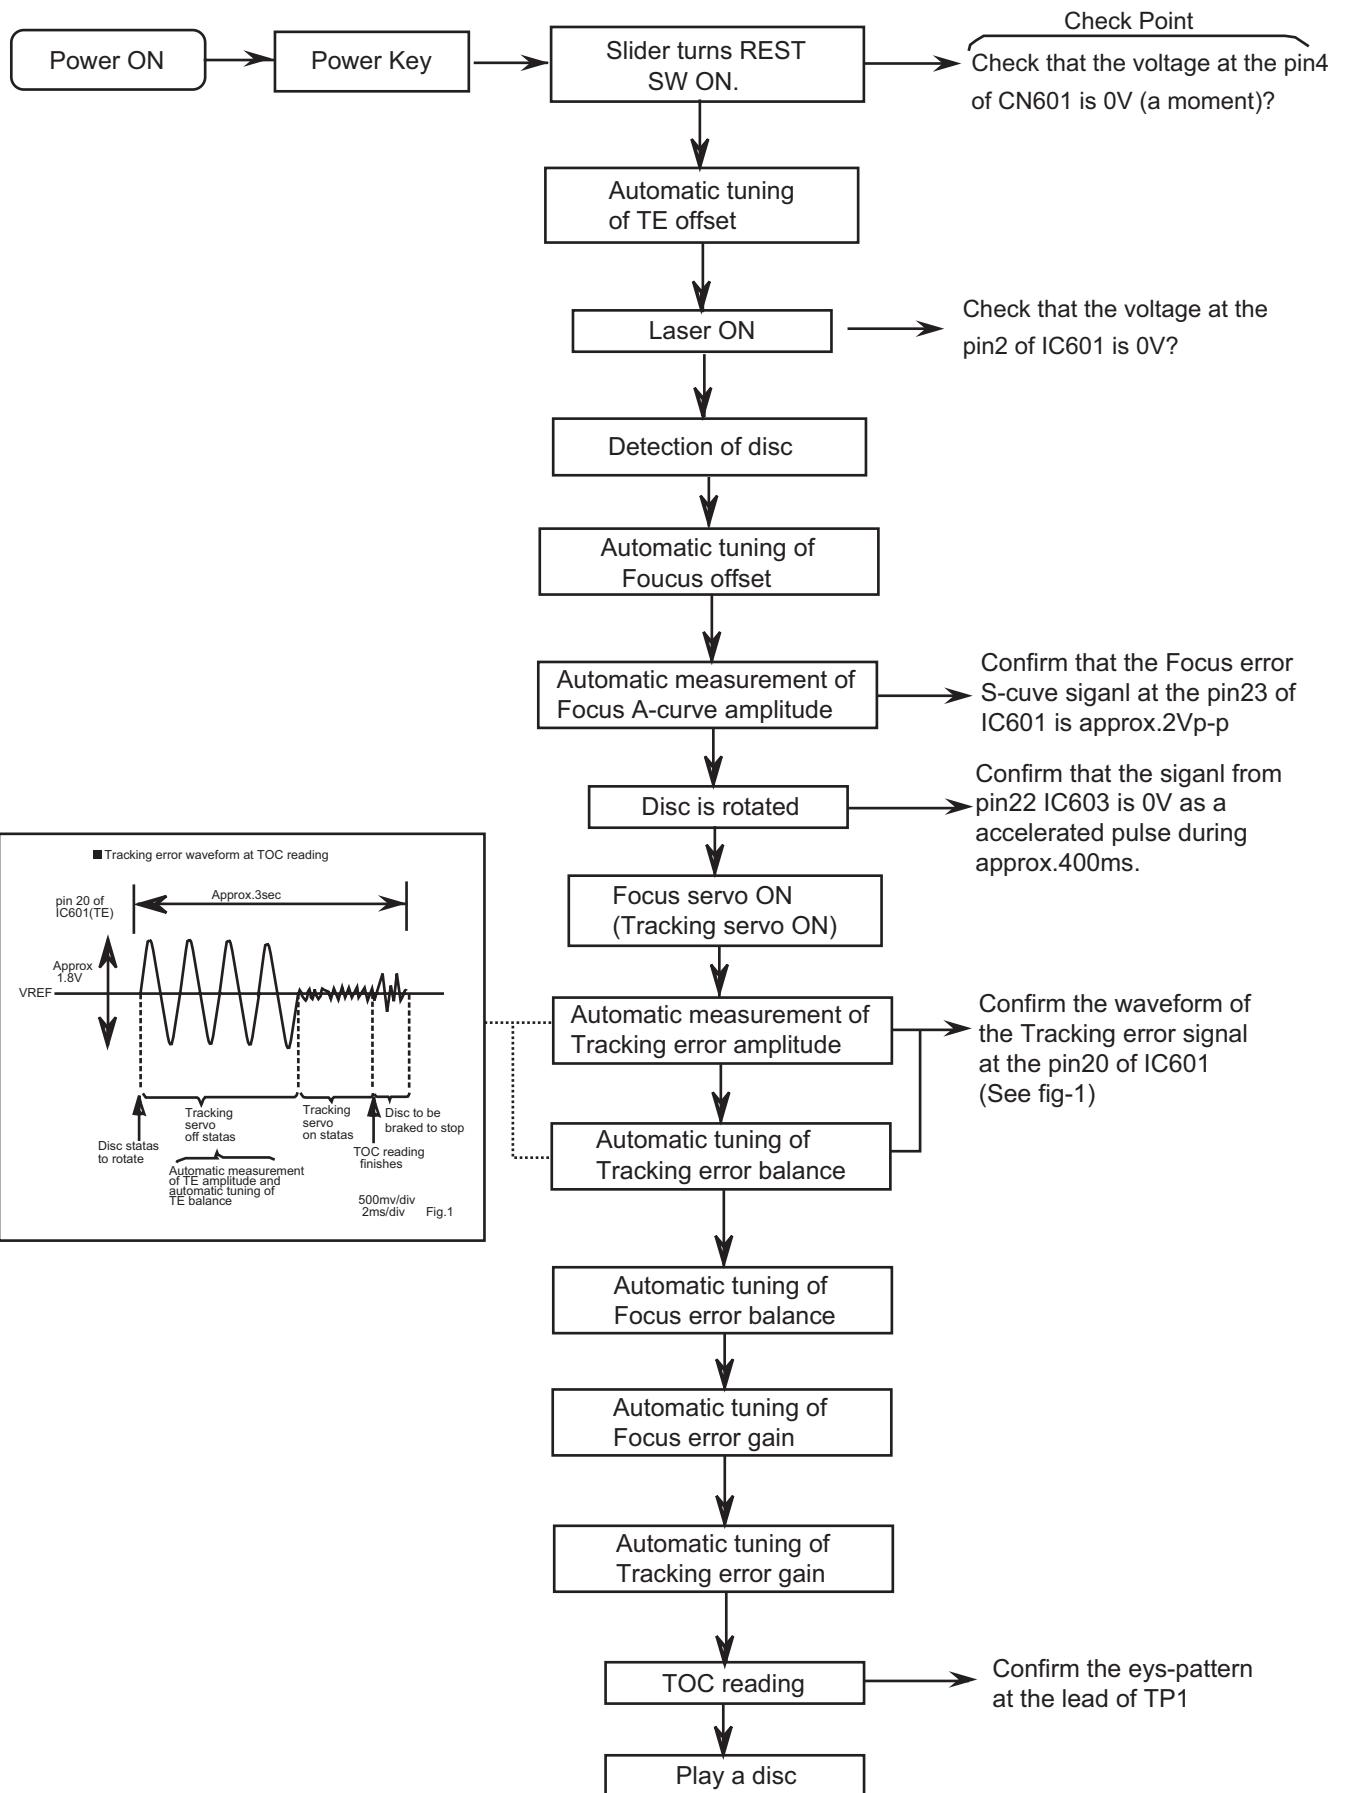 Check Point
Power ON
Power Key
Slider turns REST
SW ON.
Check that the voltage at the pin4
of CN601 is 0V (a moment)?
Automatic tuning
of TE offset
Laser ON
Check that the voltage at the
pin2 of IC601 is 0V?
Detection of disc
Automatic tuning of
Foucus offset
Automatic measurement of
Focus A-curve amplitude
Confirm that the Focus error
S-cuve siganl at the pin23 of
IC601 is approx.2Vp-p
Disc is rotated
Confirm that the siganl from
pin22 IC603 is 0V as a
accelerated pulse during
approx.400ms.
Focus servo ON
(Tracking servo ON)
Automatic measurement of
Tracking error amplitude
Confirm the waveform of
the Tracking error signal
at the pin20 of IC601
(See fig-1)
Automatic tuning of
Tracking error balance
■ Tracking error waveform at TOC reading
pin 20 of
IC601(TE)
Approx.3sec
Approx
1.8V
VREF
Disc statas
to rotate
Tracking
servo
off statas
Automatic measurement
of TE amplitude and
automatic tuning of
TE balance
Tracking
servo
on statas
TOC reading
finishes
Disc to be
braked to stop
500mv/div
2ms/div
Fig.1
Automatic tuning of
Focus error balance
Automatic tuning of
Focus error gain
Automatic tuning of
Tracking error gain
TOC reading
Confirm the eys-pattern
at the lead of TP1
Play a disc